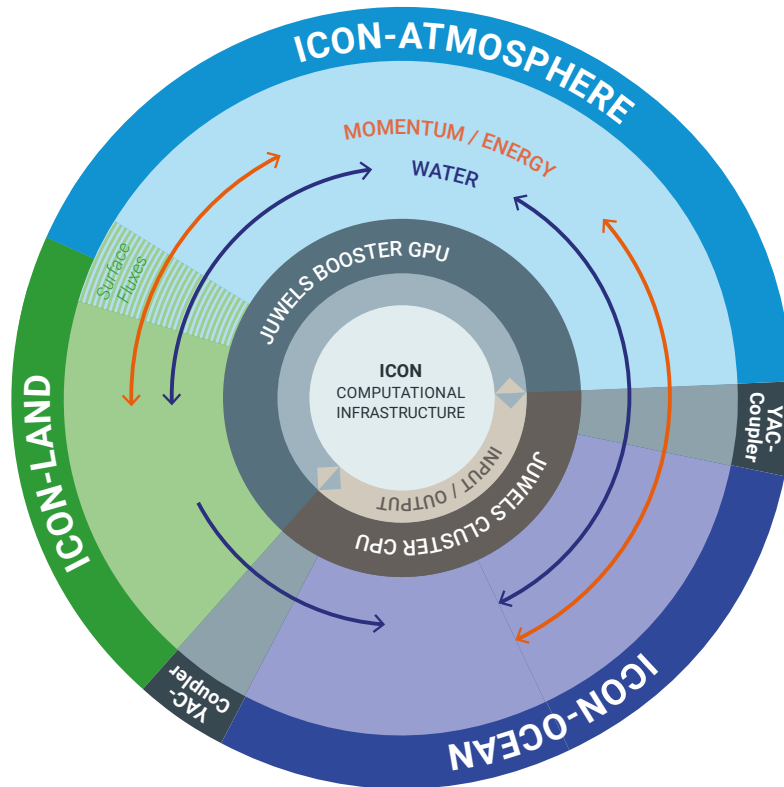 ICON-ATMOSPHERE
MOMENTUM / ENERGY
WATER
Surface
Fluxes
JUWELS BOOSTER GPU
ICON
COMPUTATIONAL
INFRASTRUCTURE
INPUT / OUTPUT
JUWELS CLUSTER CPU
YAC-
Coupler
ICON-LAND
YAC-
Coupler
ICON-OCEAN